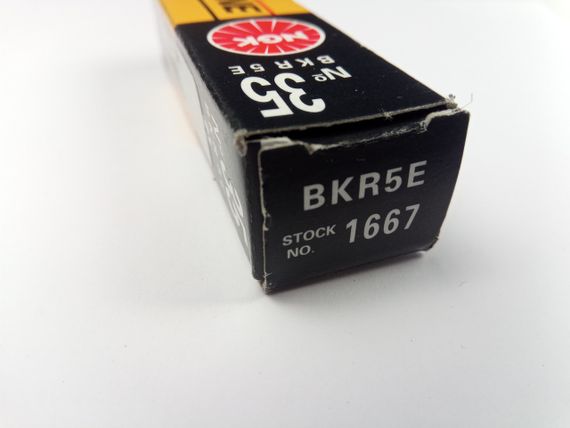 NGK
BKR5E
Nº
35
BKR5E
STOCK
NO. 1667